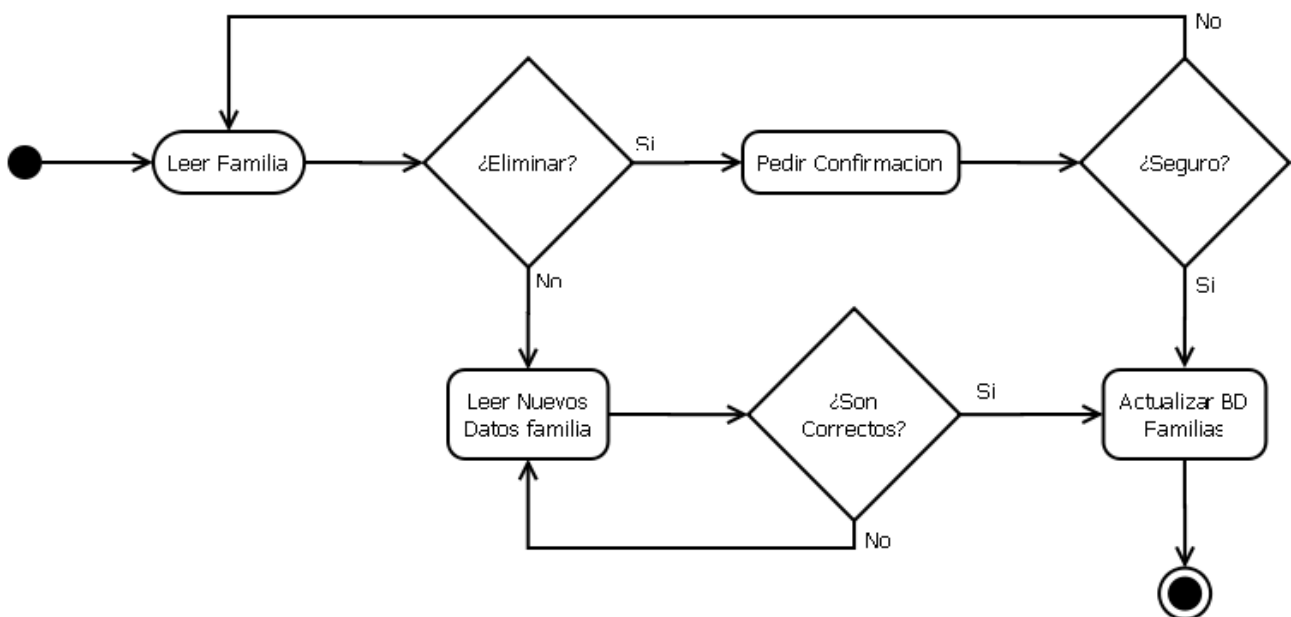 No
Leer Familia
¿Eliminar?
Si
Pedir Confirmacion
¿Seguro?
No
Si
Leer Nuevos
Datos familia
¿Son
Correctos?
Si
Actualizar BD
Familias
No